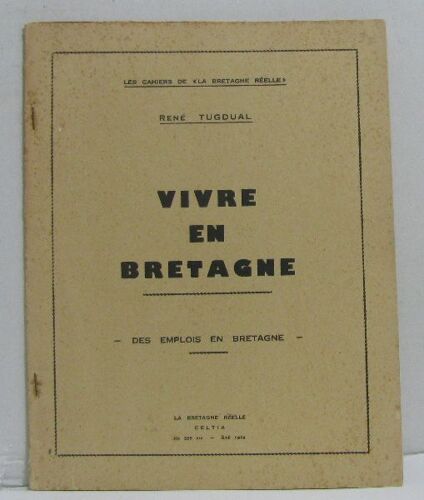 LES CAHIERS DE «LA BRETAGNE RÉELLE»
RENÉ TUGDUAL
VIVRE
EN
BRETAGNE
- DES EMPLOIS EN BRETAGNE -
LA BRETAGNE RÉELLE
CELTIA